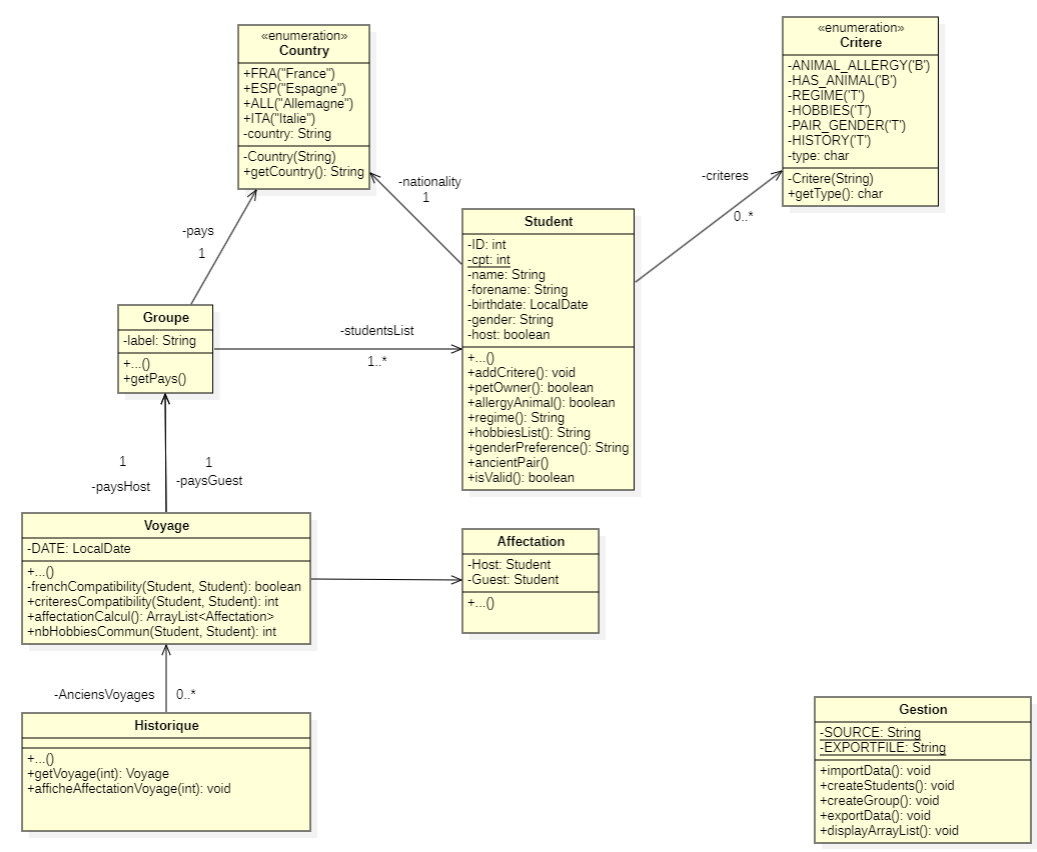 «enumeration»
Country
+FRA("France")
+ESP("Espagne")
+ALL("Allemagne")
+ITA("Italie")
-country: String
-Country(String)
+getCountry(): String
«enumeration»
Critere
-ANIMAL_ALLERGY('B')
-HAS_ANIMAL('B')
-REGIME('T')
-HOBBIES('T')
-PAIR_GENDER('T')
-HISTORY('T')
-type: char
-Critere(String)
+getType(): char
-nationality
1
-criteres
0..*
-pays
1
Student
-ID: int
-cpt: int
-name: String
-forename: String
-birthdate: LocalDate
-gender: String
-host: boolean
+...()
+addCritere(): void
+petOwner(): boolean
+allergyAnimal(): boolean
+regime(): String
+hobbiesList(): String
+genderPreference(): String
+ancientPair()
+isValid(): boolean
Groupe
-label: String
+...()
+getPays()
-studentsList
1..*
1
-paysHost
1
-paysGuest
Voyage
-DATE: LocalDate
+...()
-frenchCompatibility(Student, Student): boolean
+criteresCompatibility(Student, Student): int
+affectationCalcul(): ArrayList<Affectation>
+nbHobbiesCommun(Student, Student): int
Affectation
-Host: Student
-Guest: Student
+...()
-AnciensVoyages
0..*
Historique
+...()
+getVoyage(int): Voyage
+afficheAffectationVoyage(int): void
Gestion
-SOURCE: String
-EXPORTFILE: String
+importData(): void
+createStudents(): void
+createGroup(): void
+exportData(): void
+displayArrayList(): void